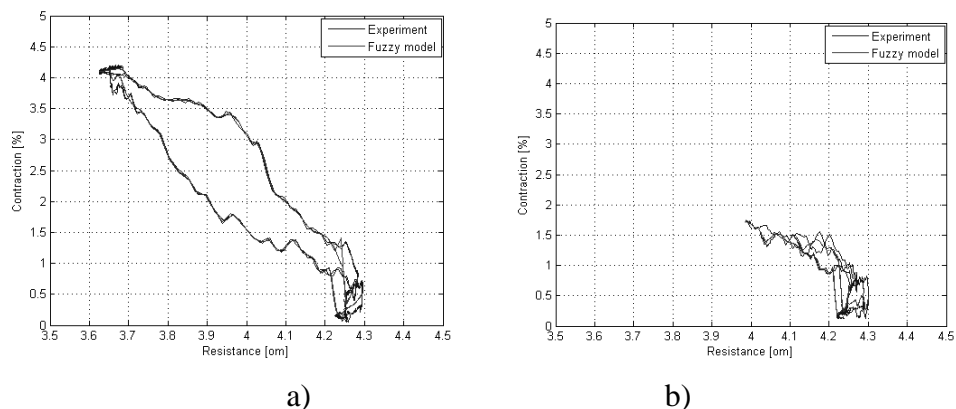 5
4.5
4
3.5
3
2.5
2
1.5
1
0.5
0
Contraction [%]
3.5 3.6 3.7 3.8 3.9 4 4.1 4.2 4.3 4.4 4.5
Resistance [om]
Experiment
Fuzzy model
a)
5
4.5
4
3.5
3
2.5
2
1.5
1
0.5
0
Contraction [%]
3.5 3.6 3.7 3.8 3.9 4 4.1 4.2 4.3 4.4 4.5
Resistance [om]
Experiment
Fuzzy model
b)